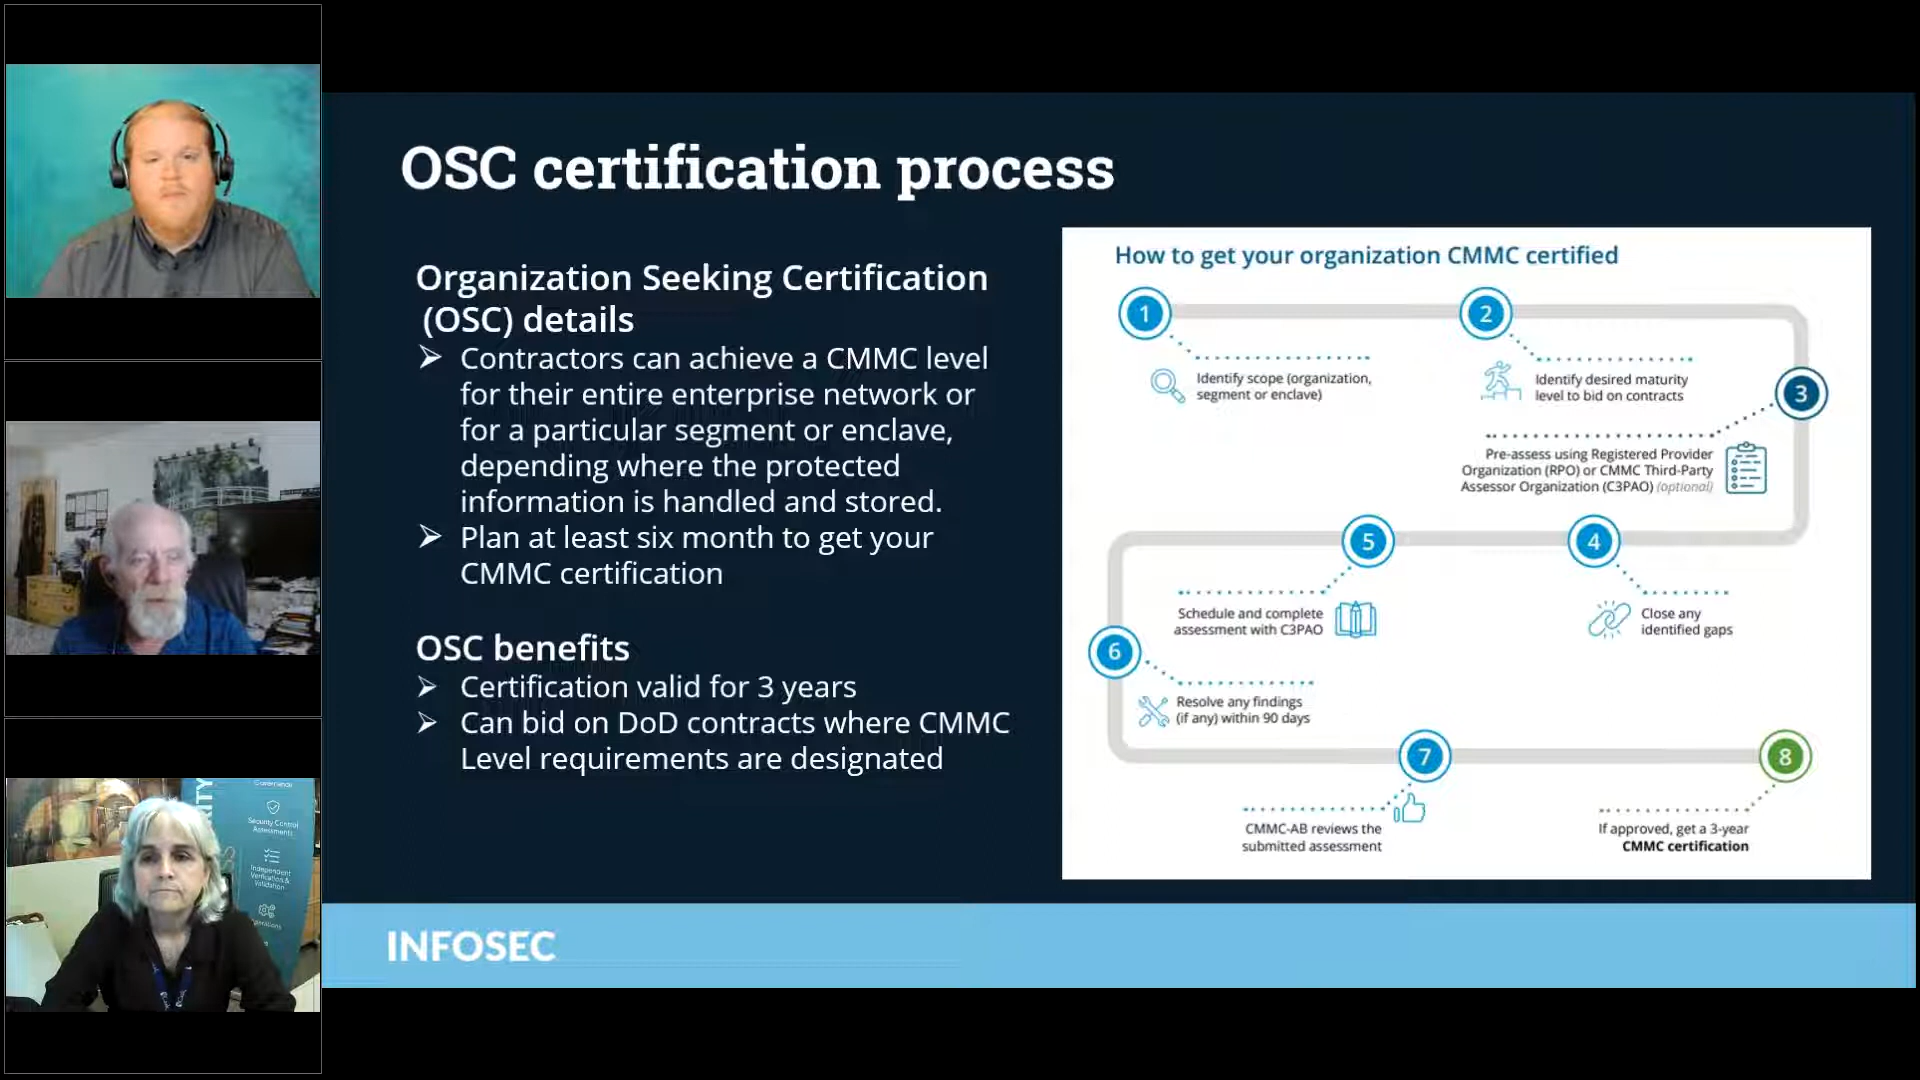 OSC certification process
Organization Seeking Certification
(OSC) details
➢ Contractors can achieve a CMMC level
for their entire enterprise network or
for a particular segment or enclave,
depending where the protected
information is handled and stored.
➢ Plan at least six month to get your
CMMC certification
OSC benefits
➢ Certification valid for 3 years
➢ Can bid on DoD contracts where CMMC
Level requirements are designated
How to get your organization CMMC certified
1
Identify scope (organization,
segment or enclave)
2
Identify desired maturity
level to bid on contracts
3
Pre-assess using Registered Provider
Organization (RPO) or CMMC Third-Party
Assessor Organization (C3PAO) (optional)
4
Close any
identified gaps
5
Schedule and complete
assessment with C3PAO
6
Resolve any findings
(if any) within 90 days
7
CMMC-AB reviews the
submitted assessment
8
If approved, get a 3-year
CMMC certification
INFOSEC
Security Control
Assessments
Independent
Verification &
Validation